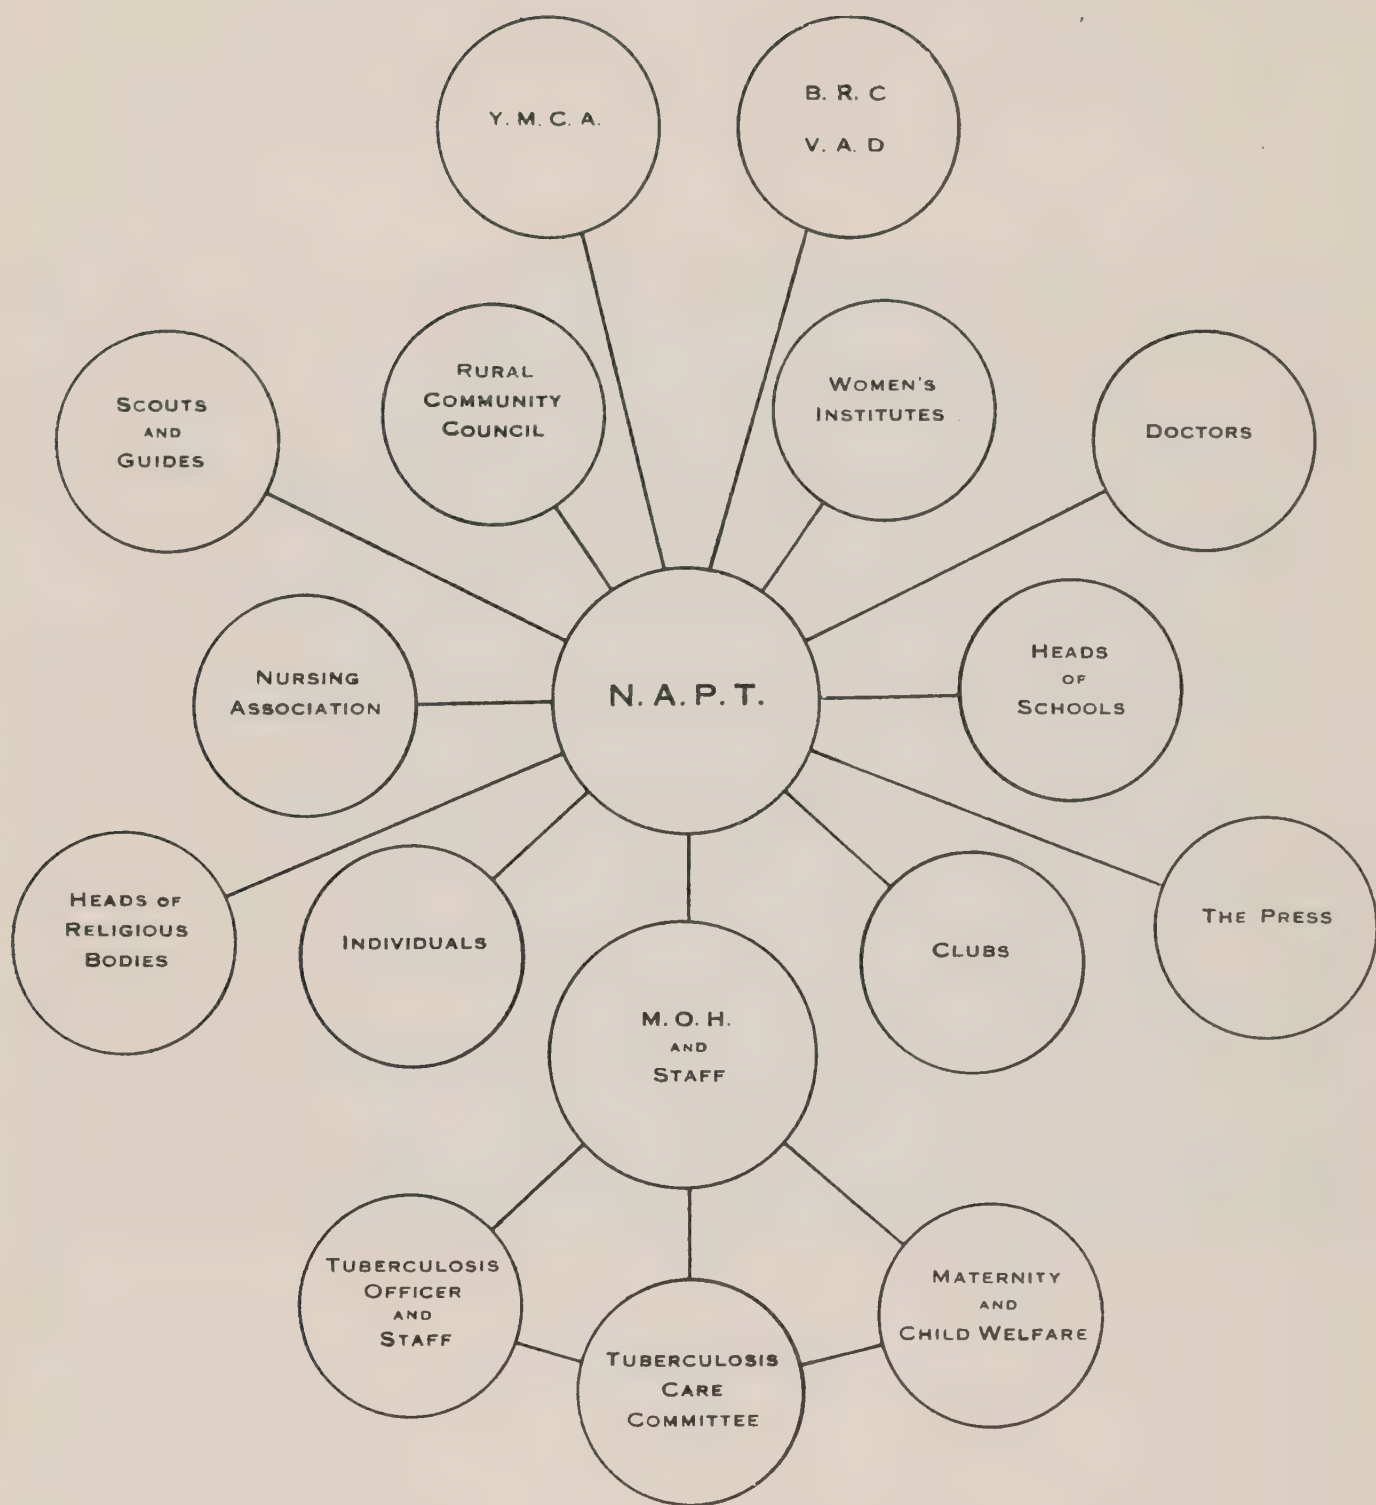 Y. M. C. A.
B. R. C
V. A. D
SCOUTS
AND
GUIDES
RURAL
COMMUNITY
COUNCIL
WOMEN'S
INSTITUTES
DOCTORS
NURSING
ASSOCIATION
N. A. P. T.
HEADS
OF
SCHOOLS
HEADS OF
RELIGIOUS
BODIES
INDIVIDUALS
M. O. H.
AND
STAFF
CLUBS
THE PRESS
TUBERCULOSIS
OFFICER
AND
STAFF
TUBERCULOSIS
CARE
COMMITTEE
MATERNITY
AND
CHILD WELFARE